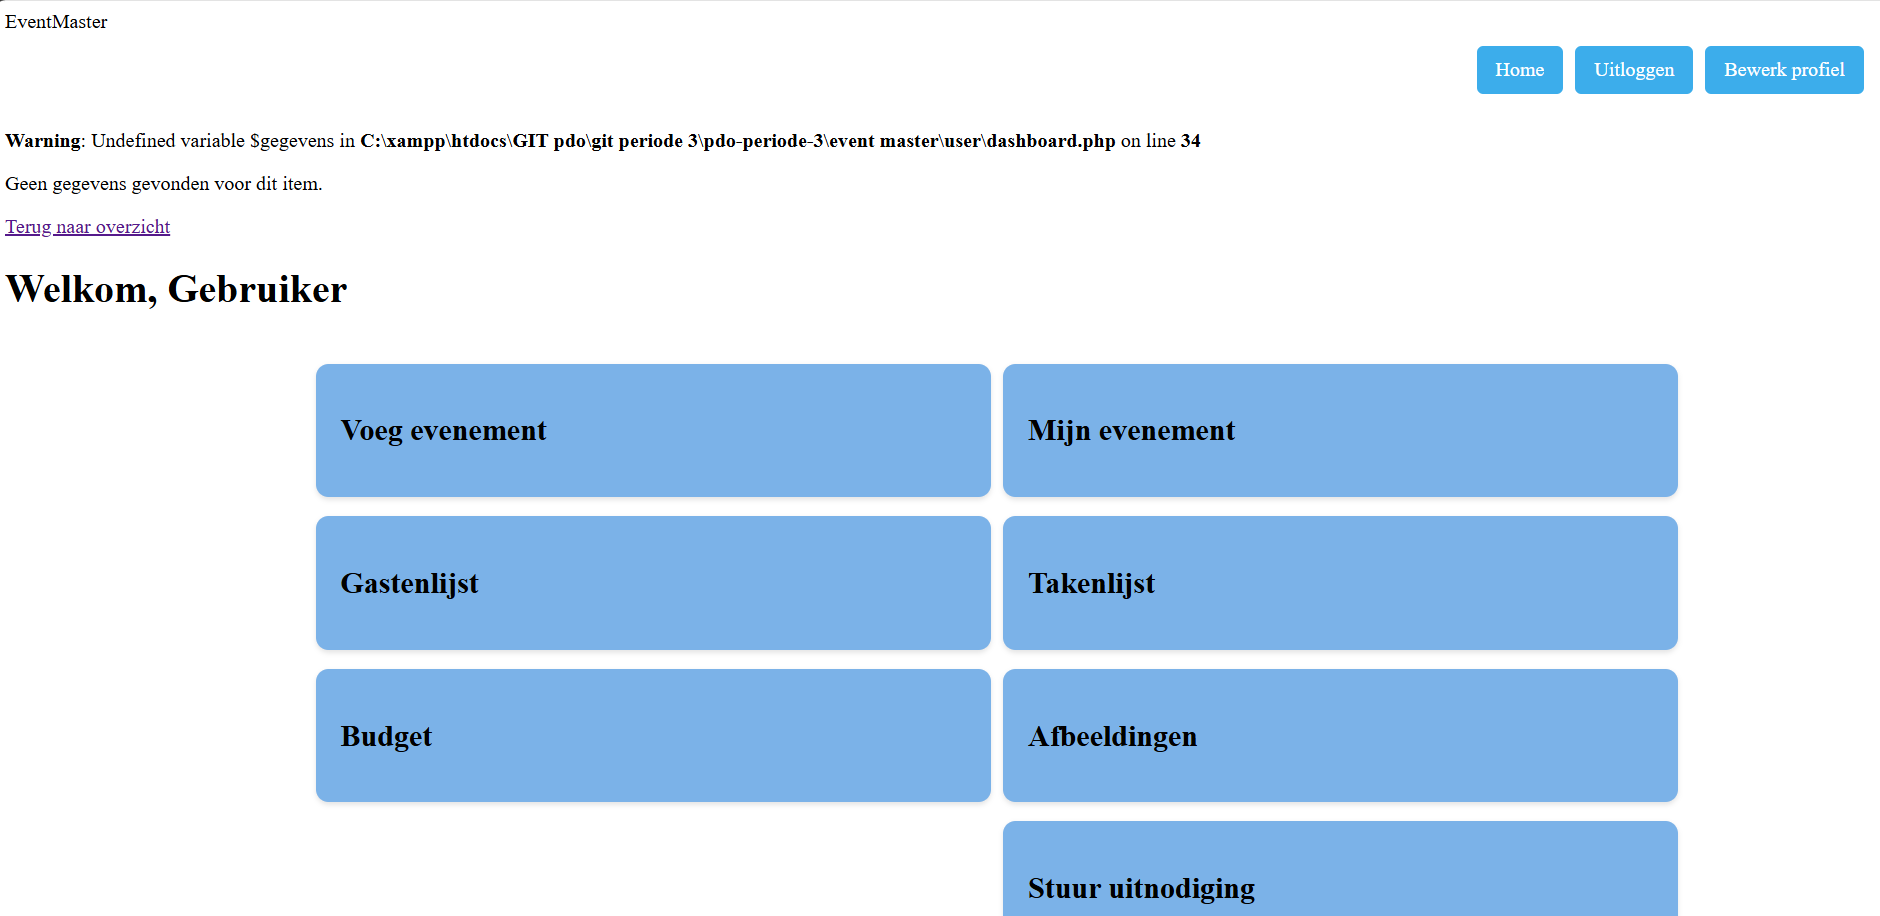 EventMaster
Home Uitloggen Bewerk profiel
Warning: Undefined variable $gegevens in C:\xampp\htdocs\GIT pdo\git periode 3\pdo-periode-3\event master\user\dashboard.php on line 34
Geen gegevens gevonden voor dit item.
Terug naar overzicht
Welkom, Gebruiker
Voeg evenement
Mijn evenement
Gastenlijst
Takenlijst
Budget
Afbeeldingen
Stuur uitnodiging